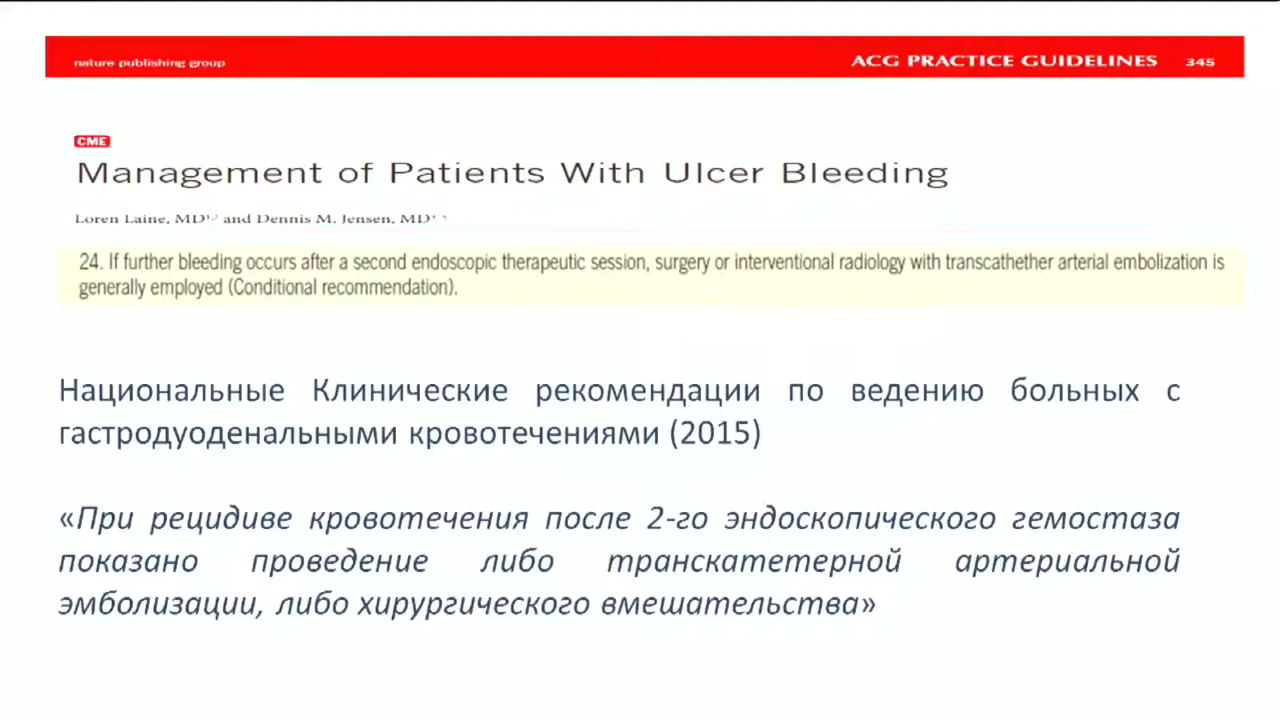 nature publishing group
ACG PRACTICE GUIDELINES 345
CME
Management of Patients With Ulcer Bleeding
Loren Laine, MD and Dennis M. Jensen, MD
24. If further bleeding occurs after a second endoscopic therapeutic session, surgery or interventional radiology with transcathether arterial embolization is
generally employed (Conditional recommendation).
Национальные Клинические рекомендации по ведению больных с
гастродуоденальными кровотечениями (2015)
«При рецидиве кровотечения после 2-го эндоскопического гемостаза
показано проведение либо транскатетерной артериальной
эмболизации, либо хирургического вмешательства»